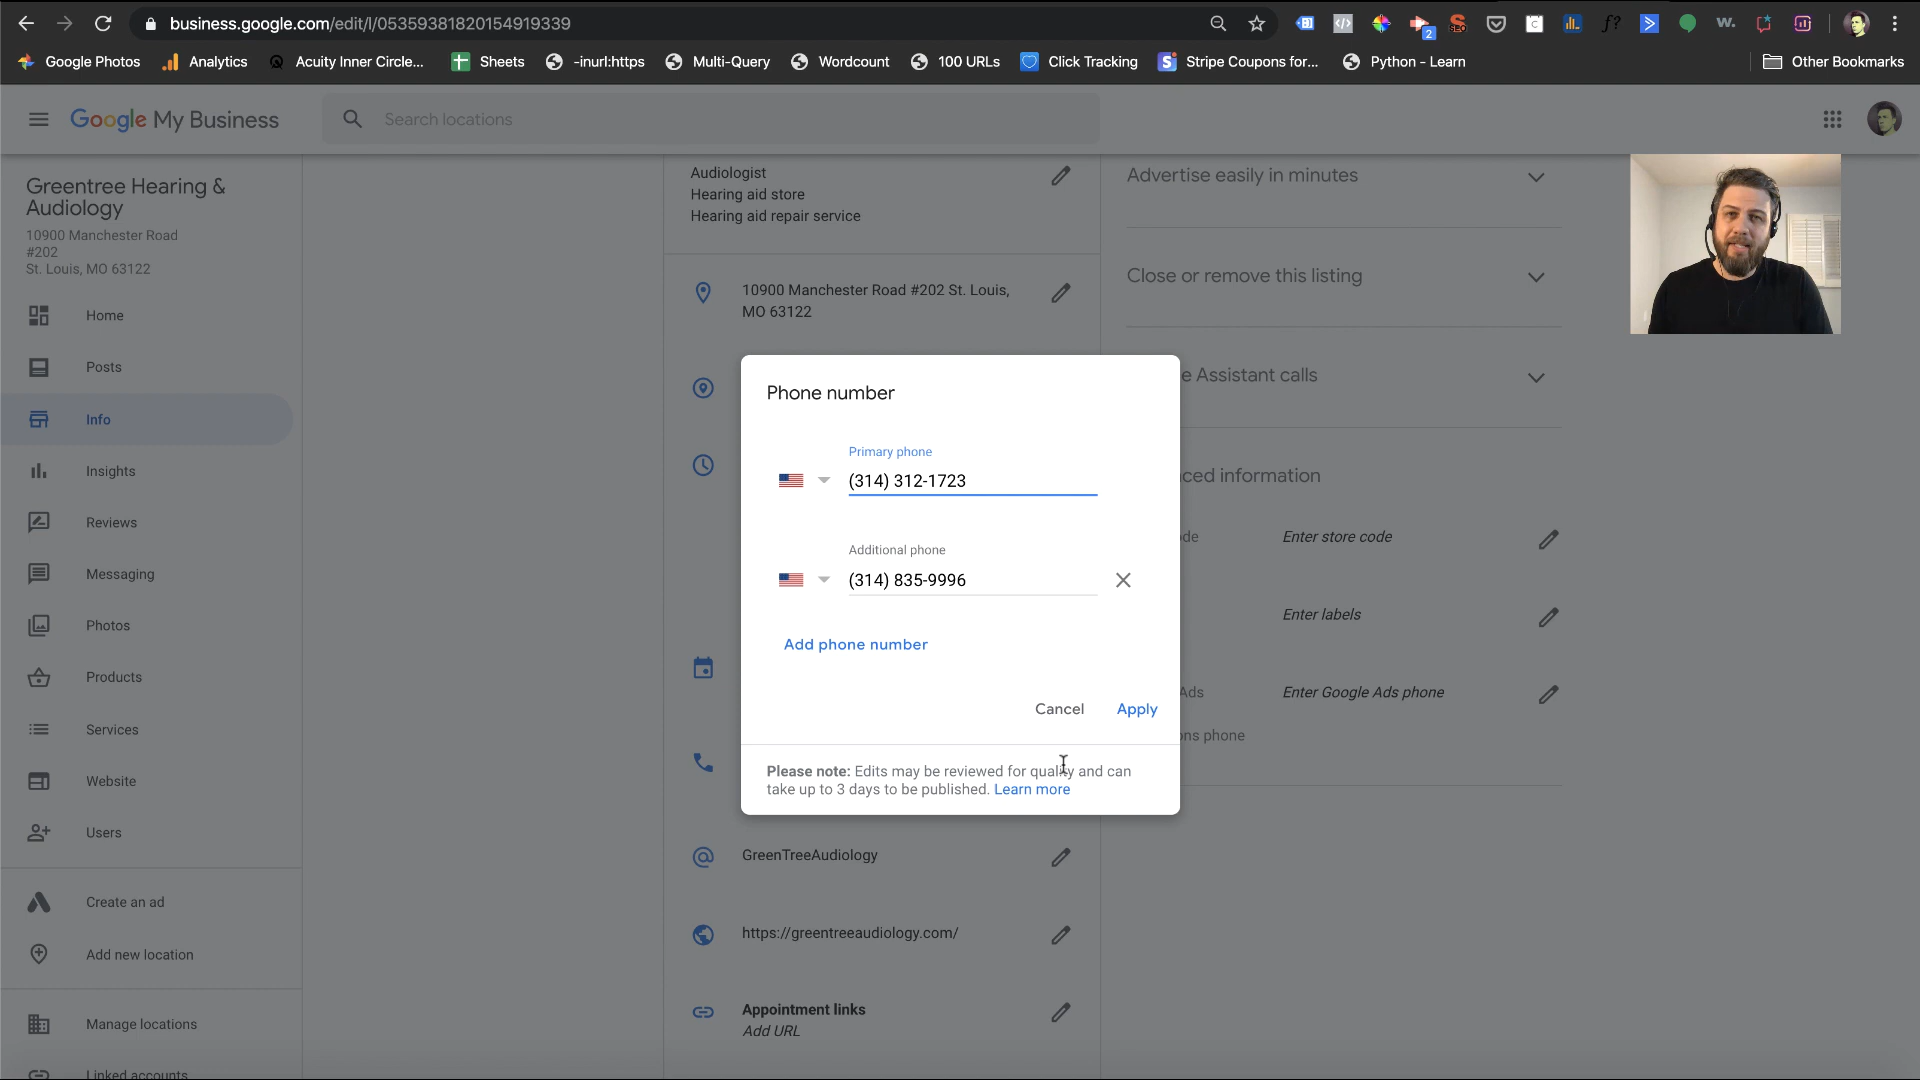 business.google.com/edit/l/05359381820154919339
2
SEO
w.
Google Photos
Analytics
Acuity Inner Circle...
Sheets
-inurl:https
Multi-Query
Wordcount
100 URLs
Click Tracking
Stripe Coupons for...
Python - Learn
Other Bookmarks
Google My Business
Search locations
Greentree Hearing &
Audiology
10900 Manchester Road
#202
St. Louis, MO 63122
Home
Posts
Info
Insights
Reviews
Messaging
Photos
Products
Services
Website
Users
Create an ad
Add new location
Manage locations
Linked accounts
Audiologist
Hearing aid store
Hearing aid repair service
10900 Manchester Road #202 St. Louis,
MO 63122
Phone number
Primary phone
(314) 312-1723
Additional phone
(314) 835-9996
Add phone number
Cancel
Apply
Please note: Edits may be reviewed for quality and can
take up to 3 days to be published. Learn more
GreenTreeAudiology
https://greentreeaudiology.com/
Appointment links
Add URL
Advertise easily in minutes
Close or remove this listing
e Assistant calls
ced information
de
Enter store code
Enter labels
Ads
Enter Google Ads phone
ns phone